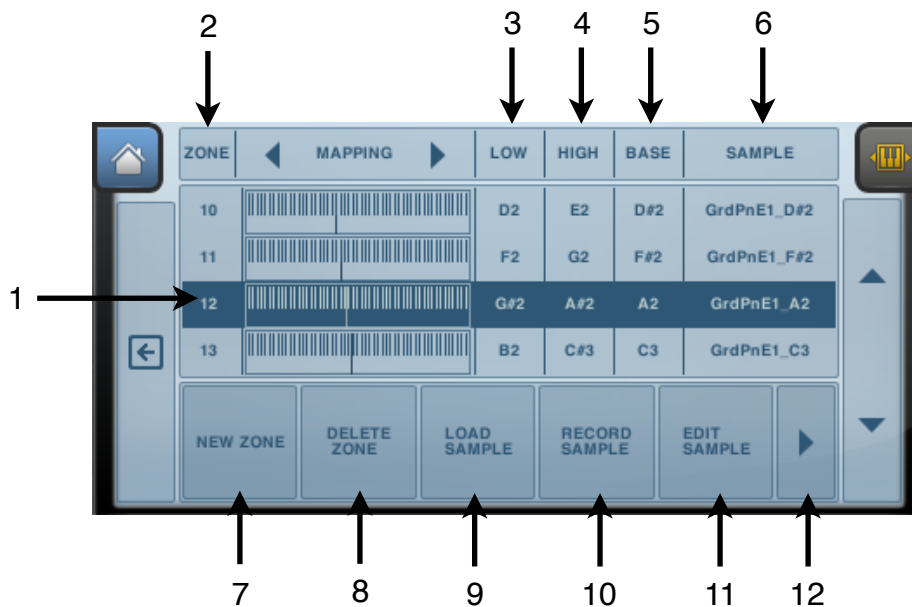 2 3 4 5 6
ZONE MAPPING LOW HIGH BASE SAMPLE
10 D2 E2 D#2 GrdPnE1_D#2
11 F2 G2 F#2 GrdPnE1_F#2
1 12 G#2 A#2 A2 GrdPnE1_A2
13 B2 C#3 C3 GrdPnE1_C3
NEW ZONE DELETE ZONE LOAD SAMPLE RECORD SAMPLE EDIT SAMPLE
7 8 9 10 11 12